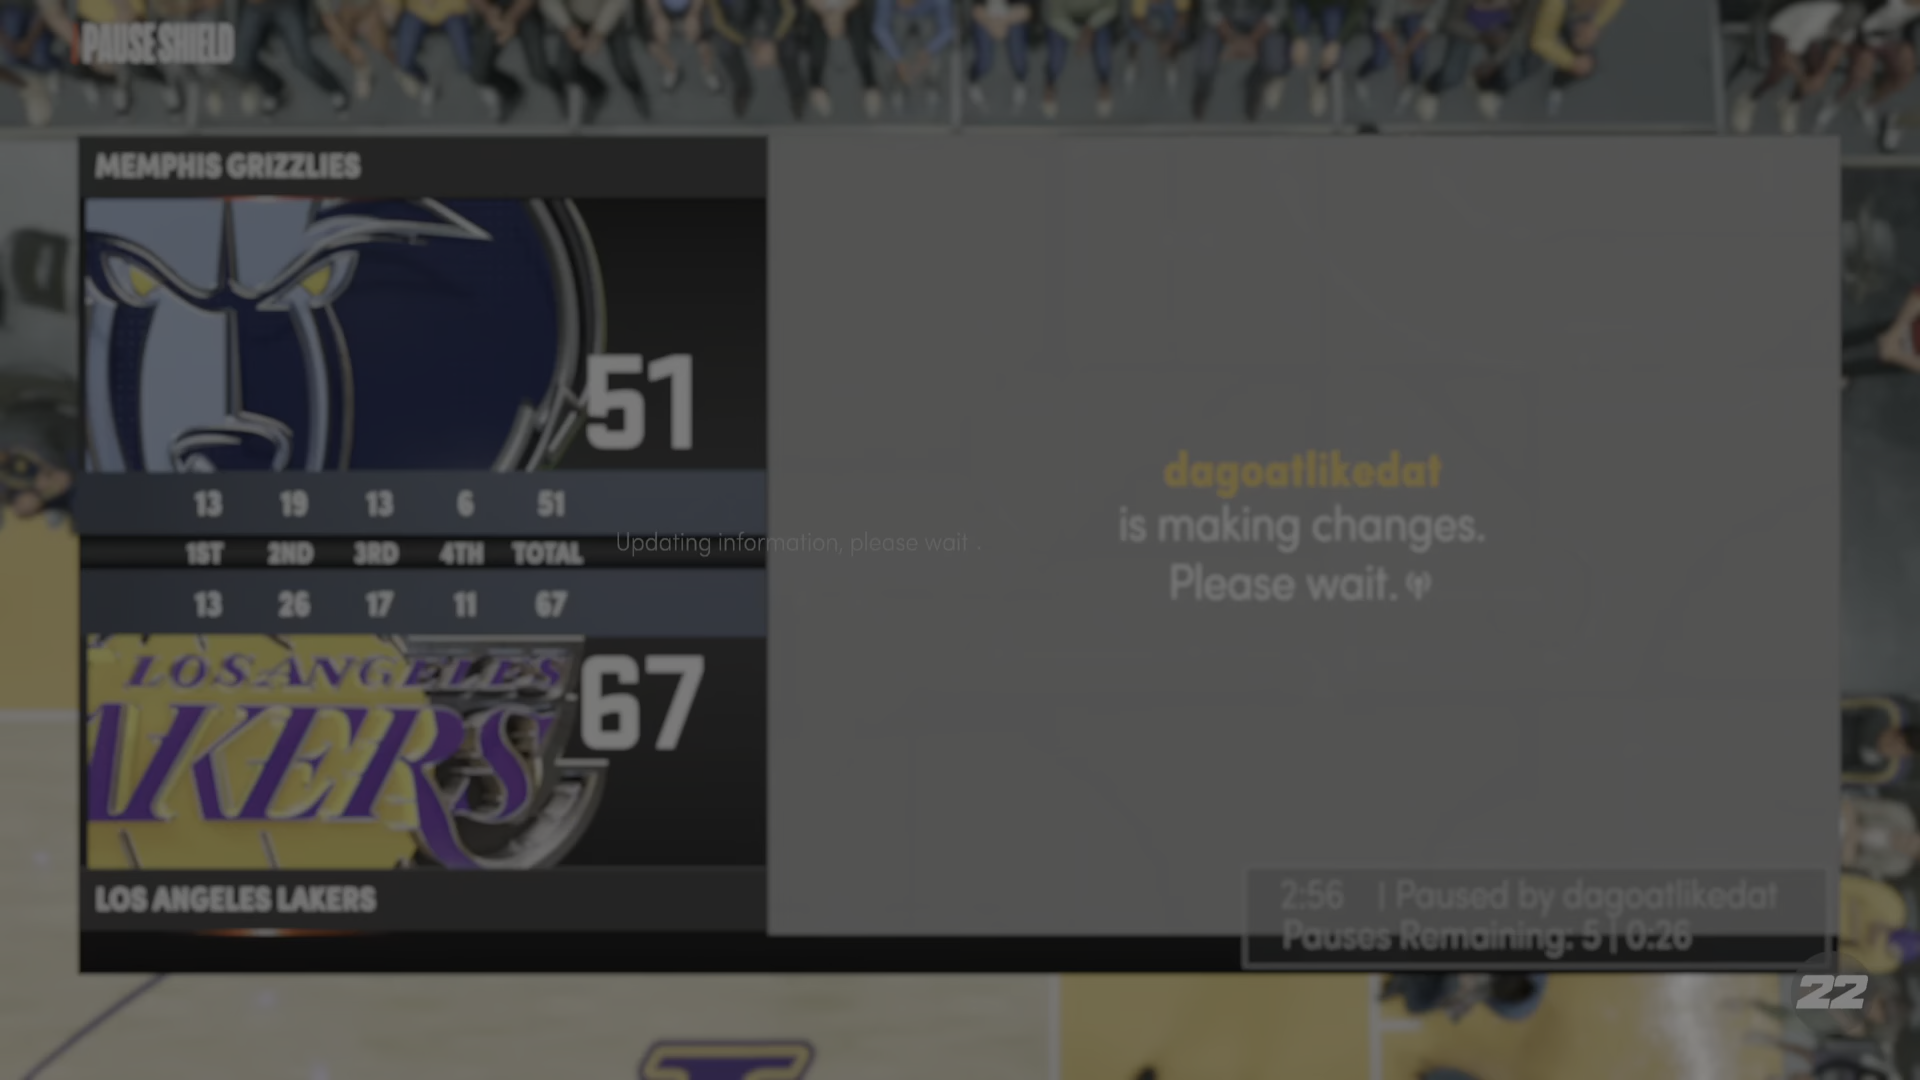 PAUSE SHIELD
MEMPHIS GRIZZLIES
51
13 19 13 6 51
1ST 2ND 3RD 4TH TOTAL
13 26 17 11 67
LOS ANGELES
AKERS
67
LOS ANGELES LAKERS
Updating information, please wait .
dagoatlikedat
is making changes.
Please wait.
2:56 | Paused by dagoatlikedat
Pauses Remaining: 5 | 0:26
22